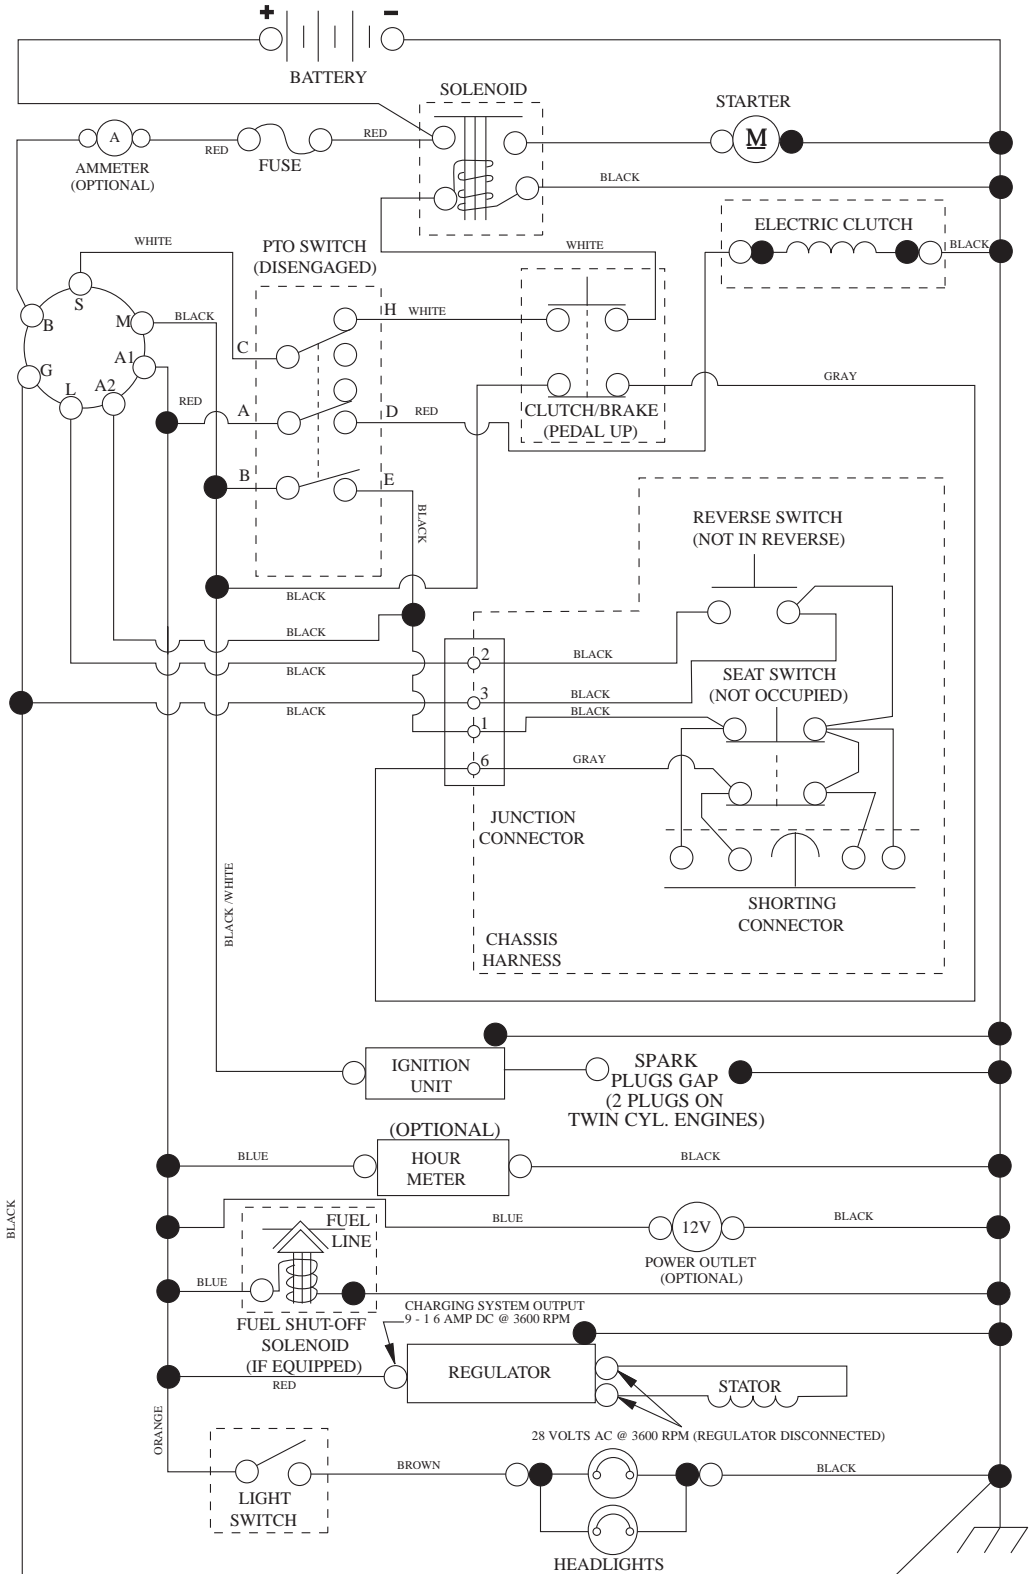 +
-
BATTERY
SOLENOID
STARTER
A
RED
FUSE
RED
M
AMMETER
(OPTIONAL)
BLACK
ELECTRIC CLUTCH
BLACK
WHITE
PTO SWITCH
(DISENGAGED)
WHITE
S
B
M
BLACK
H
WHITE
C
A1
G
L
A2
RED
A
D
RED
GRAY
CLUTCH/BRAKE
(PEDAL UP)
B
E
BLACK
REVERSE SWITCH
(NOT IN REVERSE)
BLACK
BLACK
2
BLACK
BLACK
SEAT SWITCH
(NOT OCCUPIED)
3
BLACK
BLACK
BLACK
1
6
GRAY
JUNCTION
CONNECTOR
BLACK /WHITE
SHORTING
CONNECTOR
CHASSIS
HARNESS
IGNITION
UNIT
SPARK
PLUGS GAP
(2 PLUGS ON
TWIN CYL. ENGINES)
(OPTIONAL)
BLUE
HOUR
METER
BLACK
BLACK
FUEL
LINE
BLUE
12V
BLACK
POWER OUTLET
(OPTIONAL)
BLUE
CHARGING SYSTEM OUTPUT
9 - 1 6 AMP DC @ 3600 RPM
FUEL SHUT-OFF
SOLENOID
(IF EQUIPPED)
RED
REGULATOR
STATOR
28 VOLTS AC @ 3600 RPM (REGULATOR DISCONNECTED)
ORANGE
BROWN
BLACK
LIGHT
SWITCH
HEADLIGHTS